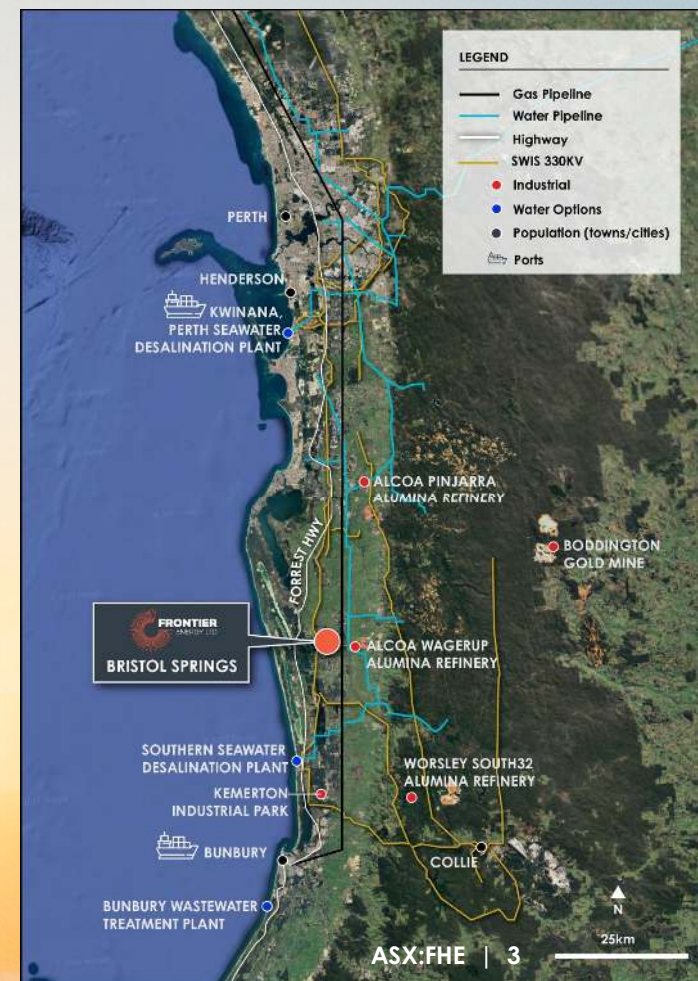 LEGEND
Gas Pipeline
Water Pipeline
Highway
SWIS 330KV
Industrial
Water Options
Population (towns/cities)
Ports
PERTH
HENDERSON
KWINANA,
PERTH SEAWATER
DESALINATION PLANT
ALCOA PINJARRA
ALUMINA REFINERY
BODDINGTON
GOLD MINE
FORREST HWY
FRONTIER
ENERGY LTD
BRISTOL SPRINGS
ALCOA WAGERUP
ALUMINA REFINERY
SOUTHERN SEAWATER
DESALINATION PLANT
WORSLEY SOUTH32
ALUMINA REFINERY
KEMERTON
INDUSTRIAL PARK
BUNBURY
COLLIE
BUNBURY WASTEWATER
TREATMENT PLANT
N
25km
ASX:FHE | 3